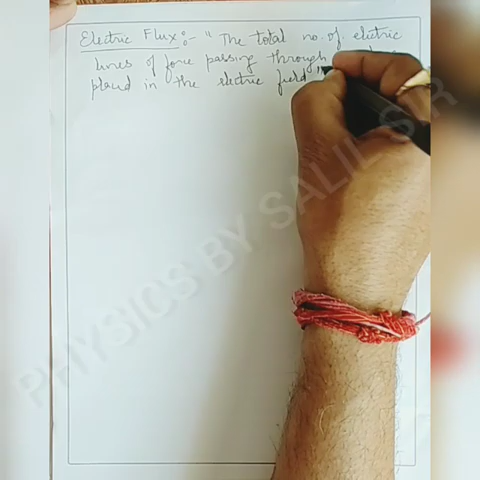 Electric Flux :- " The total no. of electric
lines of force passing through
placed in the electric field "
PHYSICS BY SALIL SIR